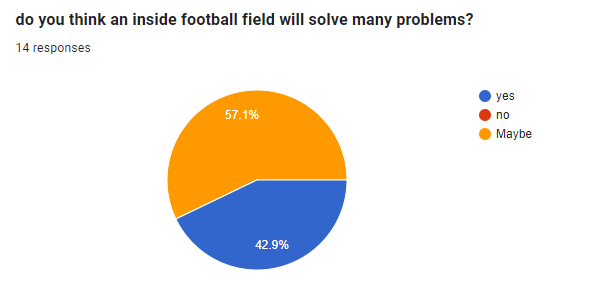 do you think an inside football field will solve many problems?
14 responses
57.1%
42.9%
yes
no
Maybe